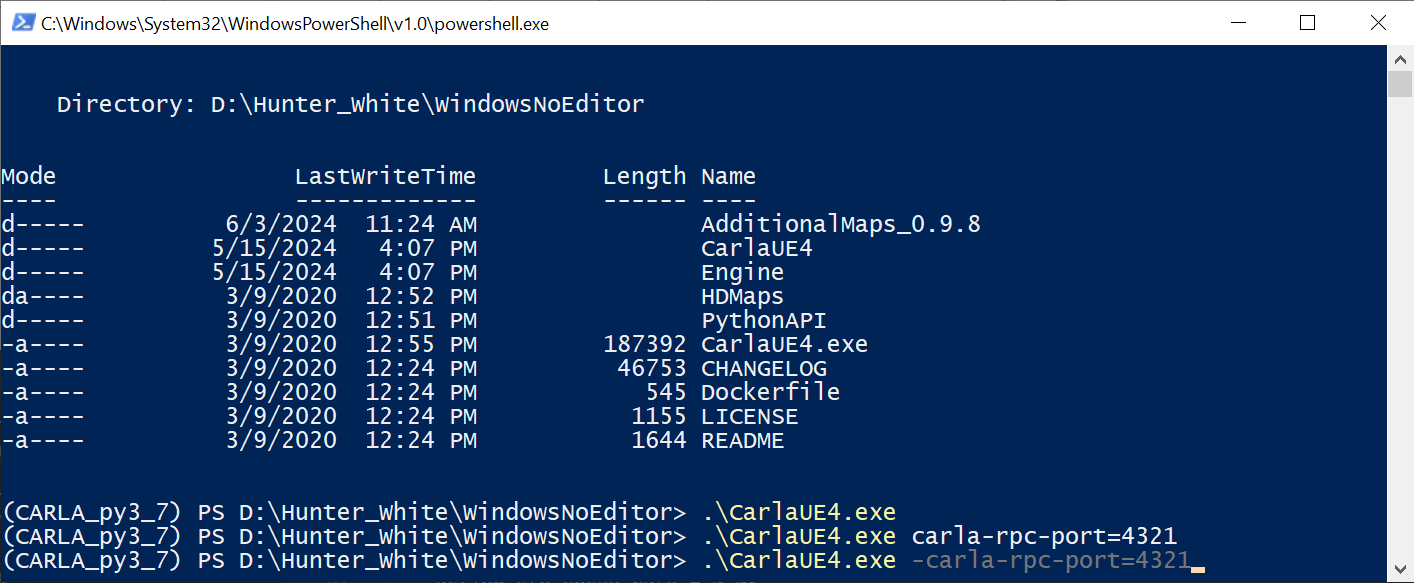 C:\Windows\System32\WindowsPowerShell\v1.0\powershell.exe
Directory: D:\Hunter_White\WindowsNoEditor
Mode LastWriteTime Length Name
---- ------------- ------ ----
d----- 6/3/2024 11:24 AM AdditionalMaps_0.9.8
d----- 5/15/2024 4:07 PM CarlaUE4
d----- 5/15/2024 4:07 PM Engine
da---- 3/9/2020 12:52 PM HDMaps
d----- 3/9/2020 12:51 PM PythonAPI
-a---- 3/9/2020 12:55 PM 187392 CarlaUE4.exe
-a---- 3/9/2020 12:24 PM 46753 CHANGELOG
-a---- 3/9/2020 12:24 PM 545 Dockerfile
-a---- 3/9/2020 12:24 PM 1155 LICENSE
-a---- 3/9/2020 12:24 PM 1644 README
(CARLA_py3_7) PS D:\Hunter_White\WindowsNoEditor> .\CarlaUE4.exe
(CARLA_py3_7) PS D:\Hunter_White\WindowsNoEditor> .\CarlaUE4.exe carla-rpc-port=4321
(CARLA_py3_7) PS D:\Hunter_White\WindowsNoEditor> .\CarlaUE4.exe -carla-rpc-port=4321